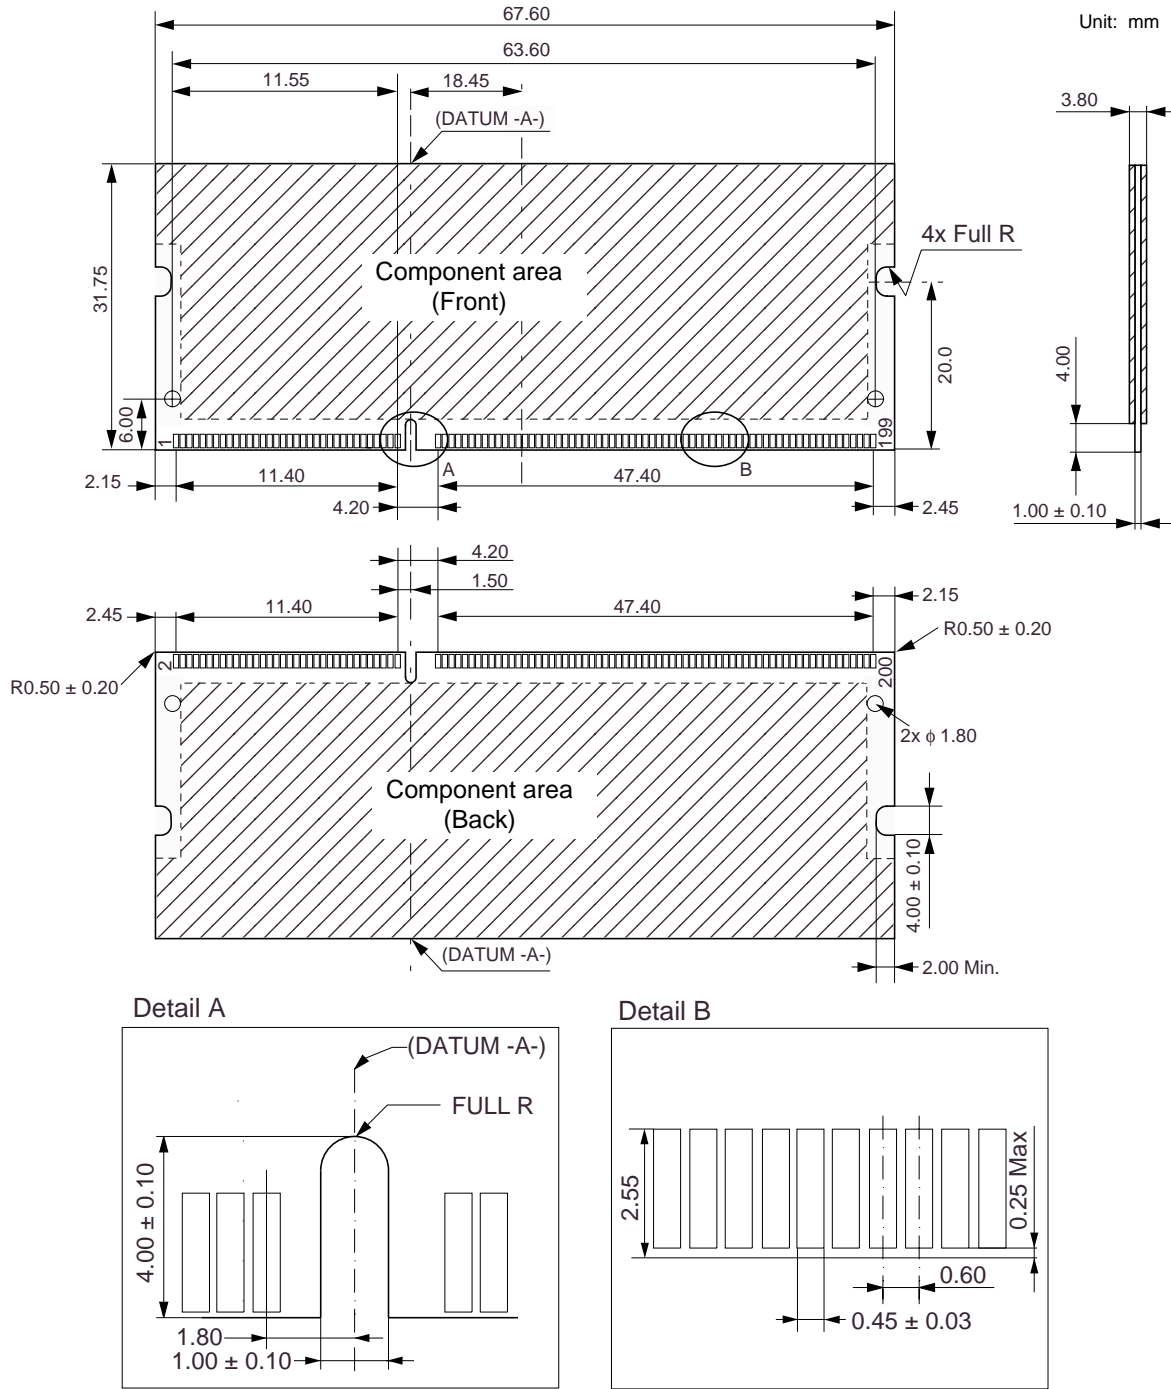 67.60
Unit: mm
63.60
11.55
18.45
3.80
(DATUM -A-)
4x Full R
Component area
(Front)
31.75
20.0
4.00
6.00
1
199
A
B
2.15
11.40
47.40
4.20
2.45
1.00 ± 0.10
4.20
1.50
2.45
11.40
47.40
2.15
R0.50 ± 0.20
2
200
R0.50 ± 0.20
2x φ 1.80
Component area
(Back)
4.00 ± 0.10
(DATUM -A-)
2.00 Min.
Detail A
(DATUM -A-)
FULL R
4.00 ± 0.10
1.80
1.00 ± 0.10
Detail B
2.55
0.25 Max
0.60
0.45 ± 0.03